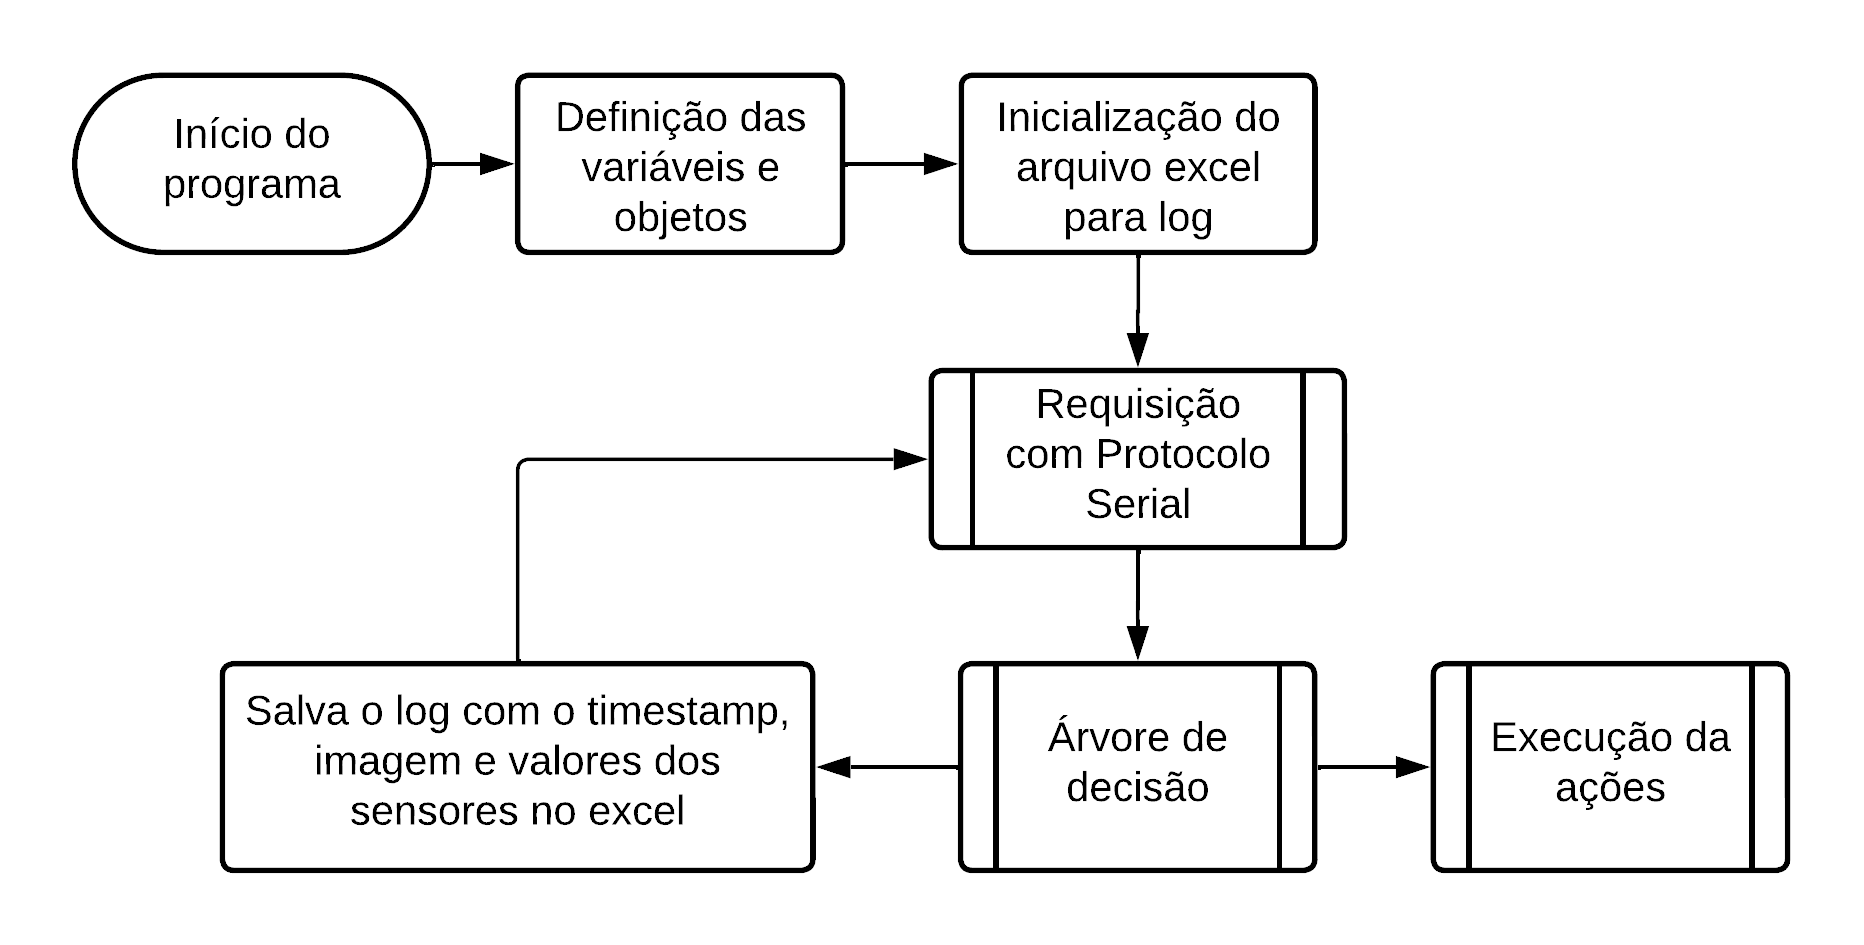 Início do
programa
Definição das
variáveis e
objetos
Inicialização do
arquivo excel
para log
Requisição
com Protocolo
Serial
Salva o log com o timestamp,
imagem e valores dos
sensores no excel
Árvore de
decisão
Execução da
ações